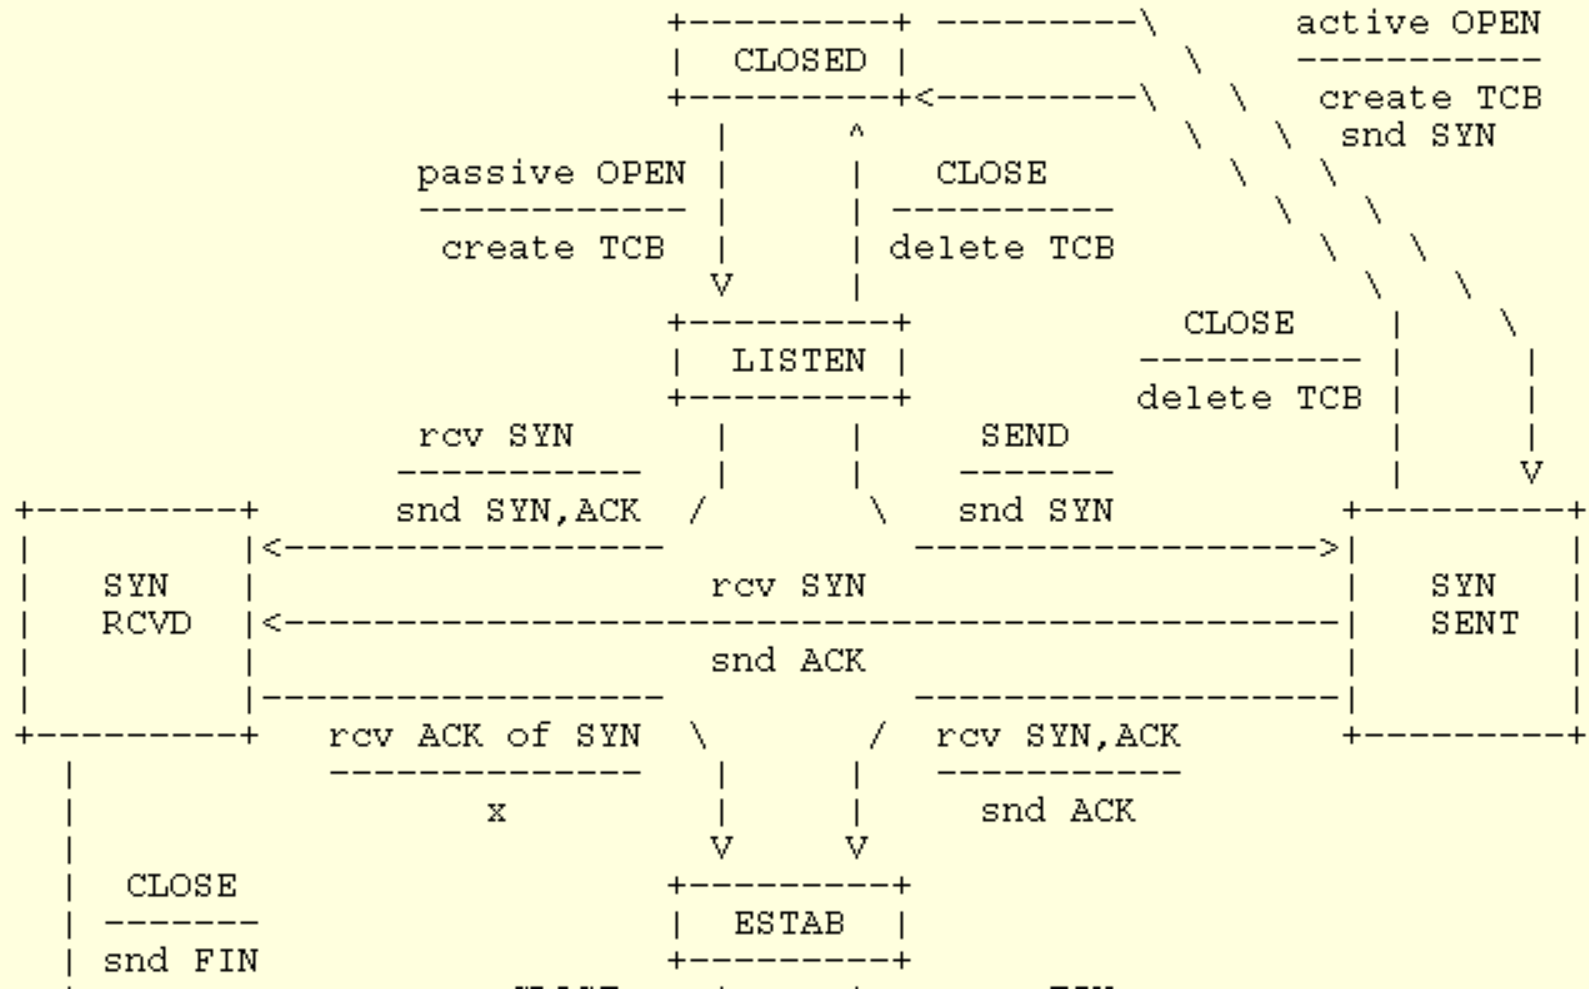 +---------+ ---------\      active OPEN
|  CLOSED |            \    -----------
+---------+<---------\   \   create TCB
  |     ^              \   \  snd SYN
passive OPEN |     |   CLOSE        \   \
------------ |     | ----------       \   \
create TCB  |     | delete TCB         \   \
V     |                      \   \
+---------+            CLOSE    |    \
|  LISTEN |          ---------- |     |
+---------+          delete TCB |     |
rcv SYN      |     |     SEND              |     |
-----------   |     |    -------            |     V
+---------+      snd SYN,ACK  /       \   snd SYN          +---------+
|         |<-----------------           ------------------>|         |
|   SYN   |                    rcv SYN                     |   SYN   |
|   RCVD  |<-----------------------------------------------|   SENT  |
|         |                    snd ACK                     |         |
|         |------------------           -------------------|         |
+---------+   rcv ACK of SYN  \       /  rcv SYN,ACK       +---------+
|           --------------   |     |   -----------
|                  x         |     |     snd ACK
|                            V     V
|  CLOSE                   +---------+
| -------                  |  ESTAB  |
| snd FIN                  +---------+